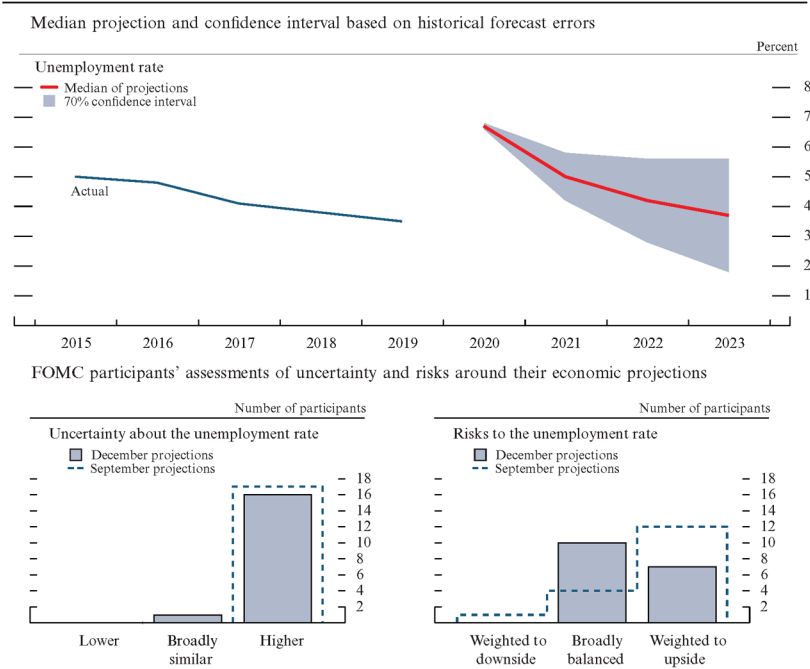 Median projection and confidence interval based on historical forecast errors
Percent
Unemployment rate
Median of projections
70% confidence interval
8
7
6
5
4
3
2
1
Actual
2015 2016 2017 2018 2019 2020 2021 2022 2023
FOMC participants’ assessments of uncertainty and risks around their economic projections
Number of participants
Uncertainty about the unemployment rate
December projections
September projections
18
16
14
12
10
8
6
4
2
Lower Broadly similar Higher
Number of participants
Risks to the unemployment rate
December projections
September projections
18
16
14
12
10
8
6
4
2
Weighted to downside Broadly balanced Weighted to upside